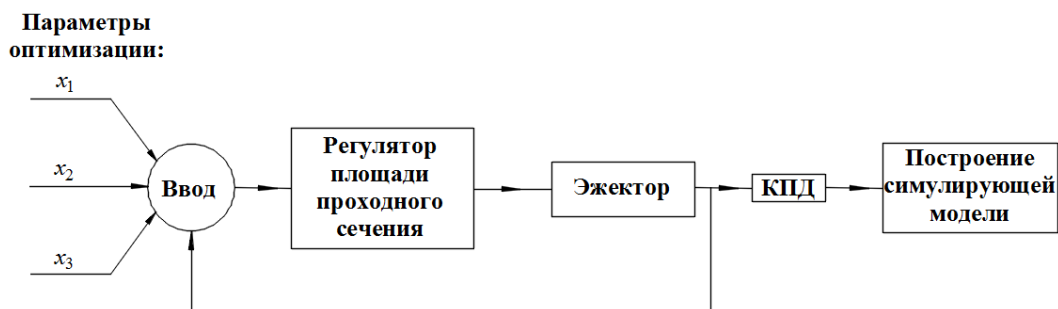 Параметры
оптимизации:
x1
x2
x3
Ввод
Регулятор
площади
проходного
сечения
Эжектор
КПД
Построение
симулирующей
модели